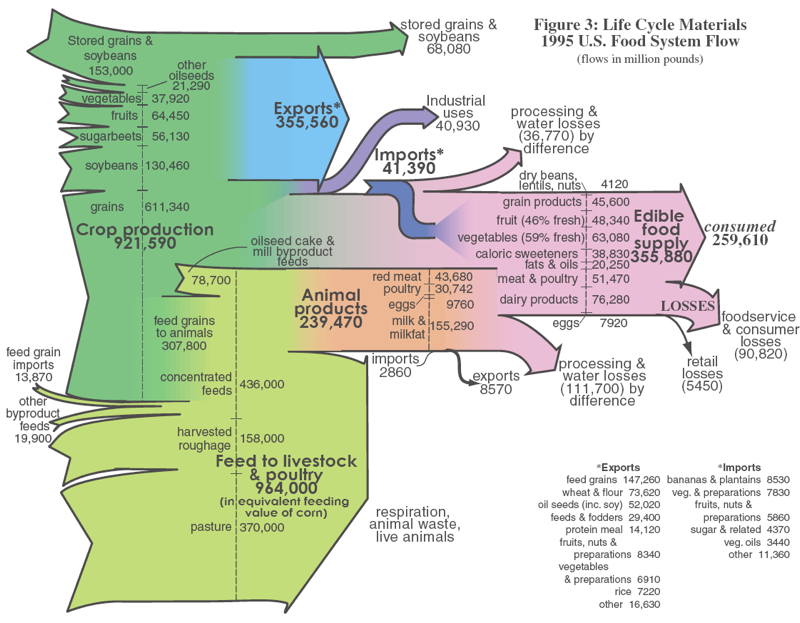 Figure 3: Life Cycle Materials
1995 U.S. Food System Flow
(flows in million pounds)
stored grains &
soybeans
68,080
Stored grains &
soybeans
153,000
other
oilseeds
21,290
vegetables 37,920
fruits 64,450
sugarbeets 56,130
soybeans 130,460
grains 611,340
Crop production
921,590
Exports*
355,560
Industrial
uses
40,930
Imports*
41,390
processing &
water losses
(36,770) by
difference
dry beans,
lentils, nuts 4120
grain products 45,600
fruit (46% fresh) 48,340
vegetables (59% fresh) 63,080
caloric sweeteners 38,830
fats & oils 20,250
meat & poultry 51,470
dairy products 76,280
eggs 7920
Edible
food
supply
355,880
consumed
259,610
LOSSES
foodservice
& consumer
losses
(90,820)
retail
losses
(5450)
oilseed cake &
mill byproduct
feeds
78,700
feed grains
to animals
307,800
Animal
products
239,470
red meat 43,680
poultry 30,742
eggs 9760
milk &
milkfat 155,290
imports
2860
exports
8570
processing &
water losses
(111,700) by
difference
feed grain
imports
13,870
other
byproduct
feeds
19,900
concentrated
feeds 436,000
harvested
roughage 158,000
Feed to livestock
& poultry
964,000
(in equivalent feeding
value of corn)
pasture 370,000
respiration,
animal waste,
live animals
*Exports
feed grains 147,260
wheat & flour 73,620
oil seeds (inc. soy) 52,020
feeds & fodders 29,400
protein meal 14,120
fruits, nuts &
preparations 8340
vegetables
& preparations 6910
rice 7220
other 16,630
*Imports
bananas & plantains 8530
veg. & preparations 7830
fruits, nuts &
preparations 5860
sugar & related 4370
veg. oils 3440
other 11,360